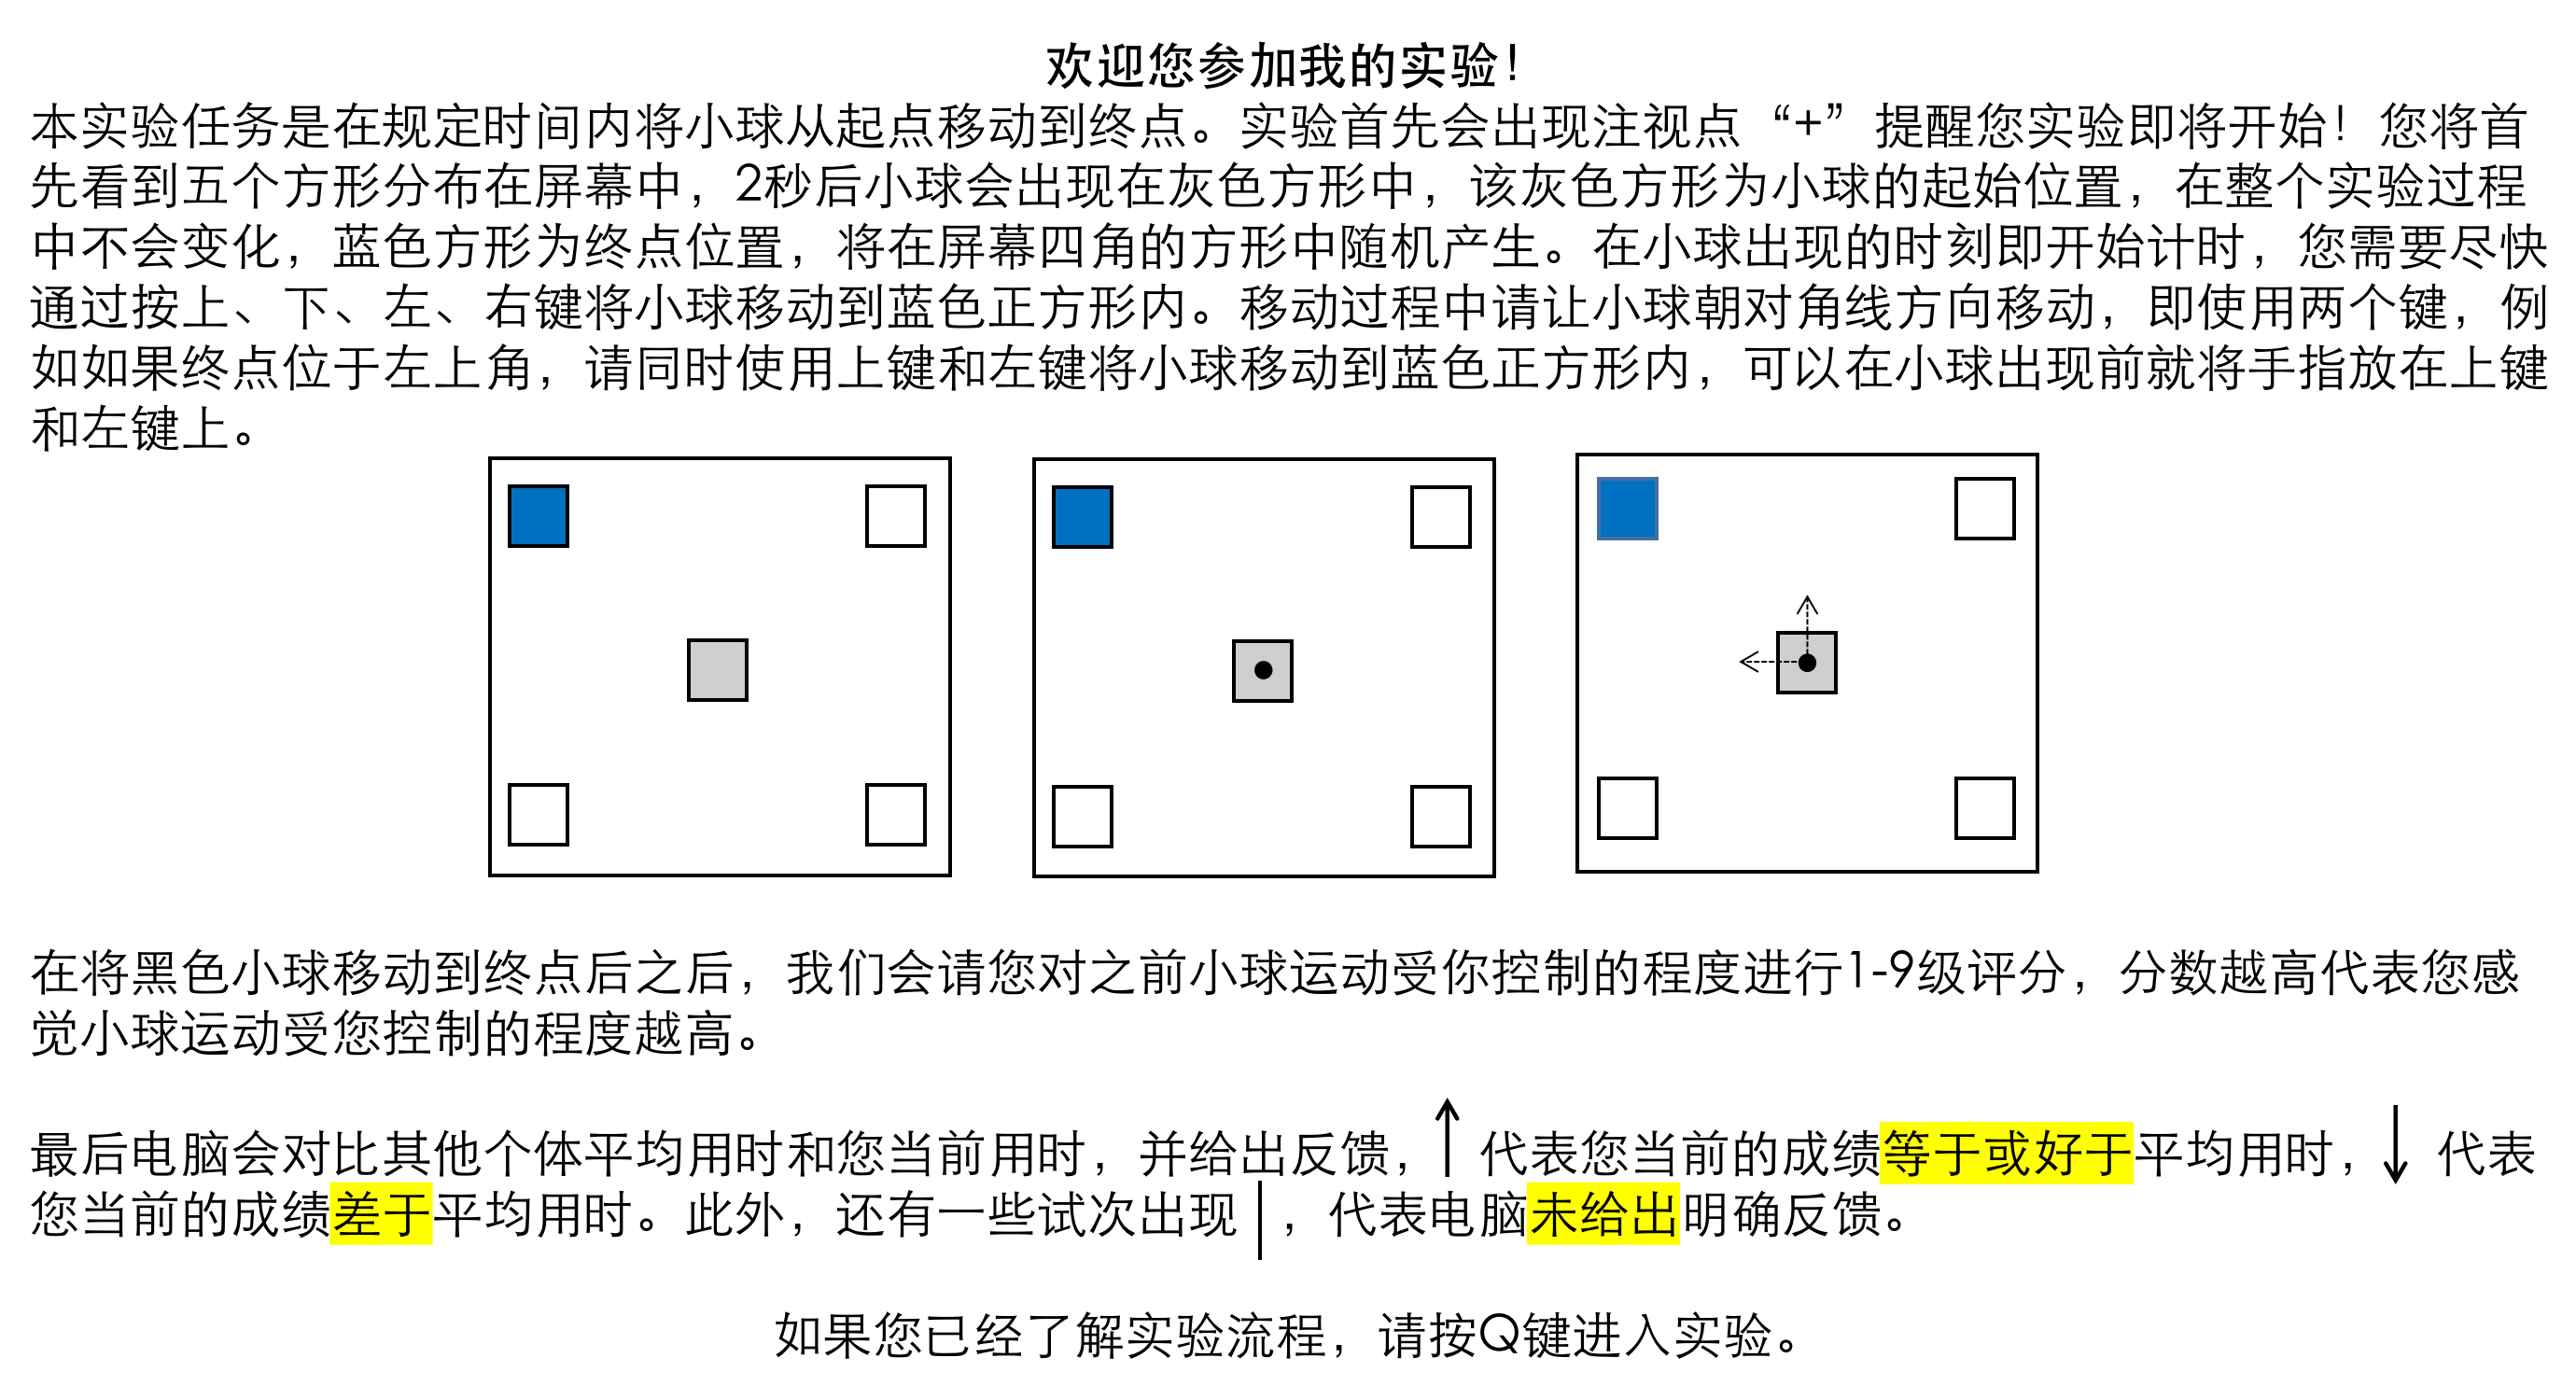 欢迎您参加我的实验！
本实验任务是在规定时间内将小球从起点移动到终点。实验首先会出现注视点“+”提醒您实验即将开始！您将首
先看到五个方形分布在屏幕中，2秒后小球会出现在灰色方形中，该灰色方形为小球的起始位置，在整个实验过程
中不会变化，蓝色方形为终点位置，将在屏幕四角的方形中随机产生。在小球出现的时刻即开始计时，您需要尽快
通过按上、下、左、右键将小球移动到蓝色正方形内。移动过程中请让小球朝对角线方向移动，即使用两个键，例
如如果终点位于左上角，请同时使用上键和左键将小球移动到蓝色正方形内，可以在小球出现前就将手指放在上键
和左键上。
在将黑色小球移动到终点后之后，我们会请您对之前小球运动受你控制的程度进行1-9级评分，分数越高代表您感
觉小球运动受您控制的程度越高。
最后电脑会对比其他个体平均用时和您当前用时，并给出反馈，↑代表您当前的成绩等于或好于平均用时，↓代表
您当前的成绩差于平均用时。此外，还有一些试次出现|，代表电脑未给出明确反馈。
如果您已经了解实验流程，请按Q键进入实验。